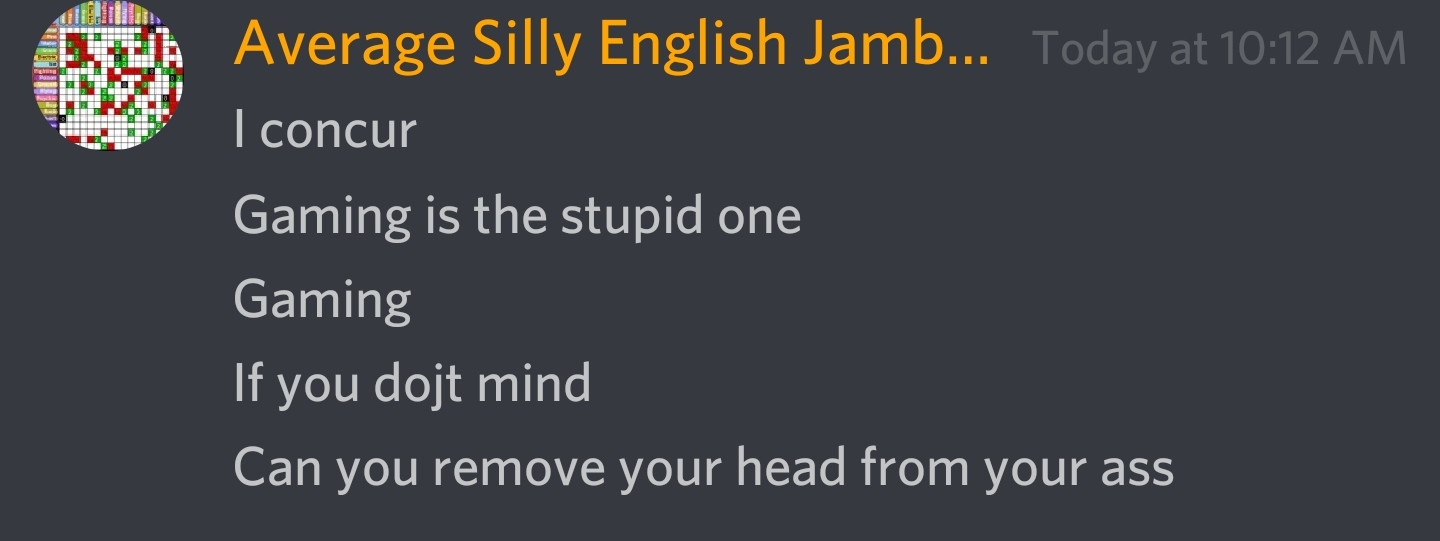 Average Silly English Jamb... Today at 10:12 AM
I concur
Gaming is the stupid one
Gaming
If you dojt mind
Can you remove your head from your ass